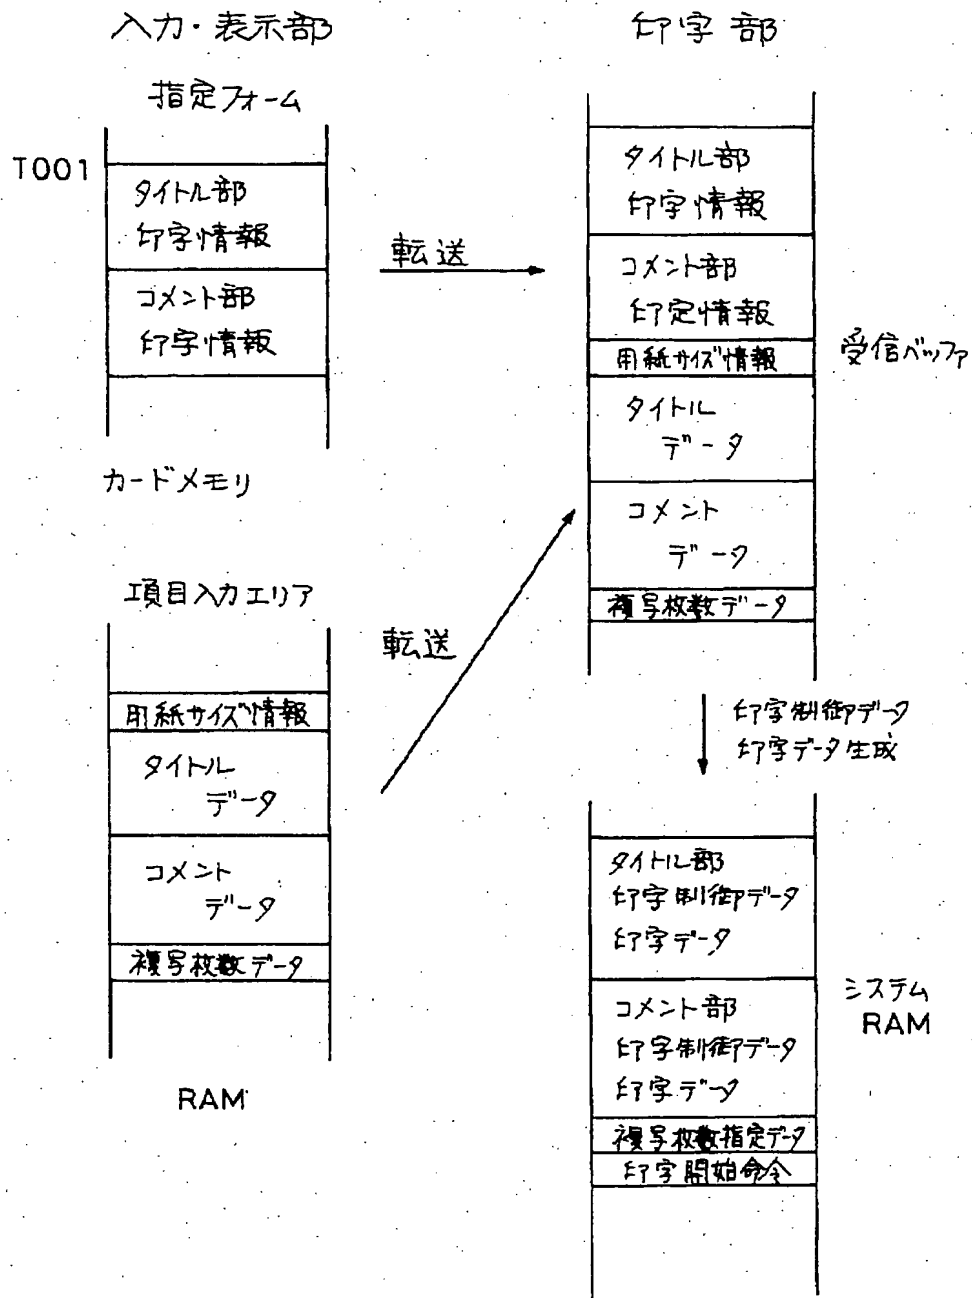 入力・表示部
指定フォーム
T001
タイトル部
印字情報
コメント部
印字情報
カードメモリ
転送
項目入力エリア
用紙サイズ情報
タイトル
データ
コメント
データ
複写枚数データ
RAM
転送
印字部
タイトル部
印字情報
コメント部
印定情報
用紙サイズ情報
タイトル
データ
コメント
データ
複写枚数データ
受信バッファ
印字制御データ
印字データ生成
タイトル部
印字制御データ
印字データ
コメント部
印字制御データ
印字データ
複写枚数指定データ
印字開始命令
システム
RAM